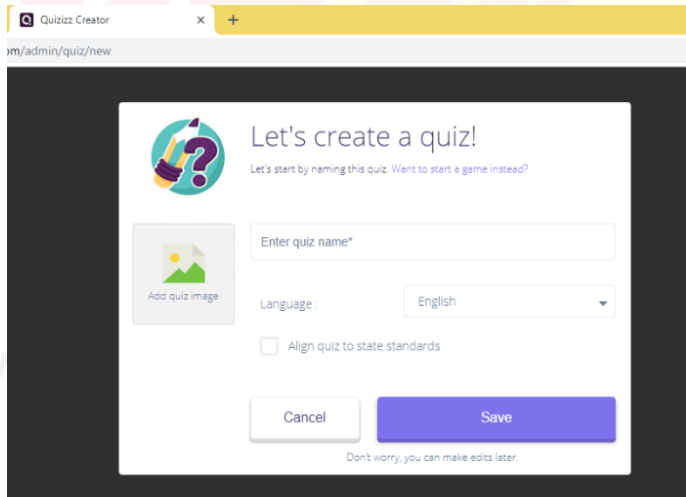 Quizizz Creator
om/admin/quiz/new
Let's create a quiz!
Let's start by naming this quiz. Want to start a game instead?
Enter quiz name*
Add quiz image
Language :
English
Align quiz to state standards
Cancel
Save
Don't worry, you can make edits later.